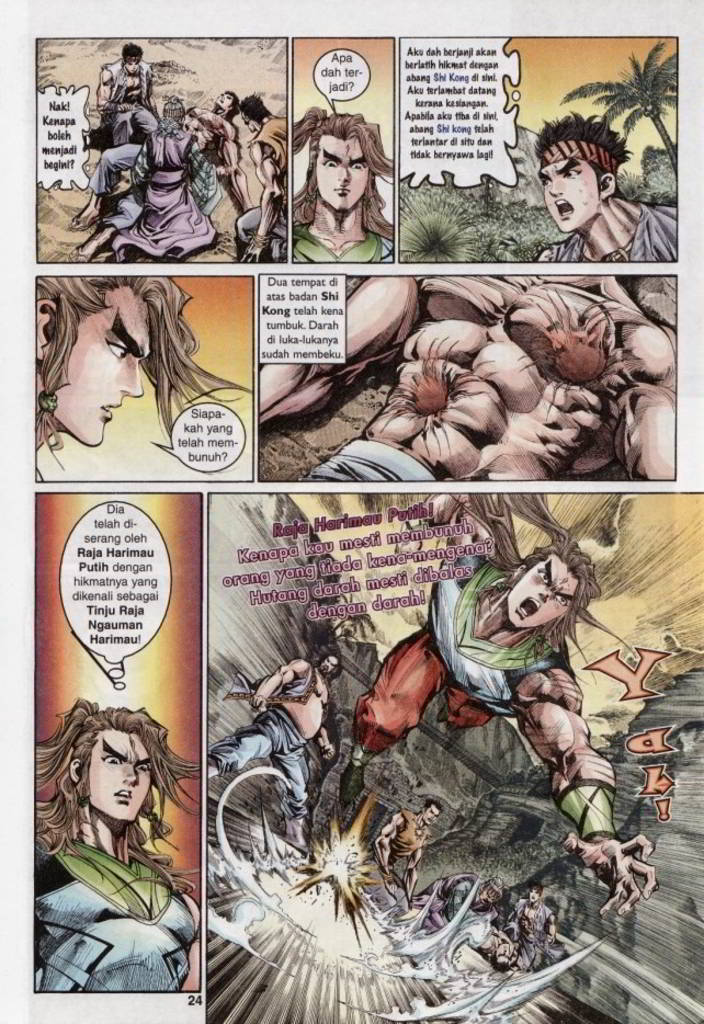 Nak!
Kenapa
boleh
menjadi
begini?
Apa
dah ter-
jadi?
Aku dah berjanji akan
berlatih hikmat dengan
abang Shi Kong di sini.
Aku terlambat datang
kerana kesiangan.
Apabila aku tiba di sini,
abang Shi kong telah
terlantar di situ dan
tidak bernyawa lagi!
Siapa-
kah yang
telah mem-
bunuh?
Dua tempat di
atas badan Shi
Kong telah kena
tumbuk. Darah
di luka-lukanya
sudah membeku.
Dia
telah di-
serang oleh
Raja Harimau
Putih dengan
hikmatnya yang
dikenali sebagai
Tinju Raja
Ngauman
Harimau!
Raja Harimau Putih!
Kenapa kau mesti membunuh
orang yang tiada kena-mengena?
Hutang darah mesti dibalas
dengan darah!
Yak!
24